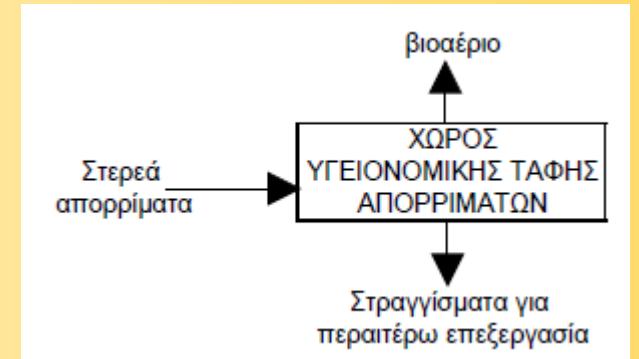 βιοαέριο
ΧΩΡΟΣ
ΥΓΕΙΟΝΟΜΙΚΗΣ ΤΑΦΗΣ
ΑΠΟΡΡΙΜΑΤΩΝ
Στερεά
απορρίματα
Στραγγίσματα για
περαιτέρω επεξεργασία